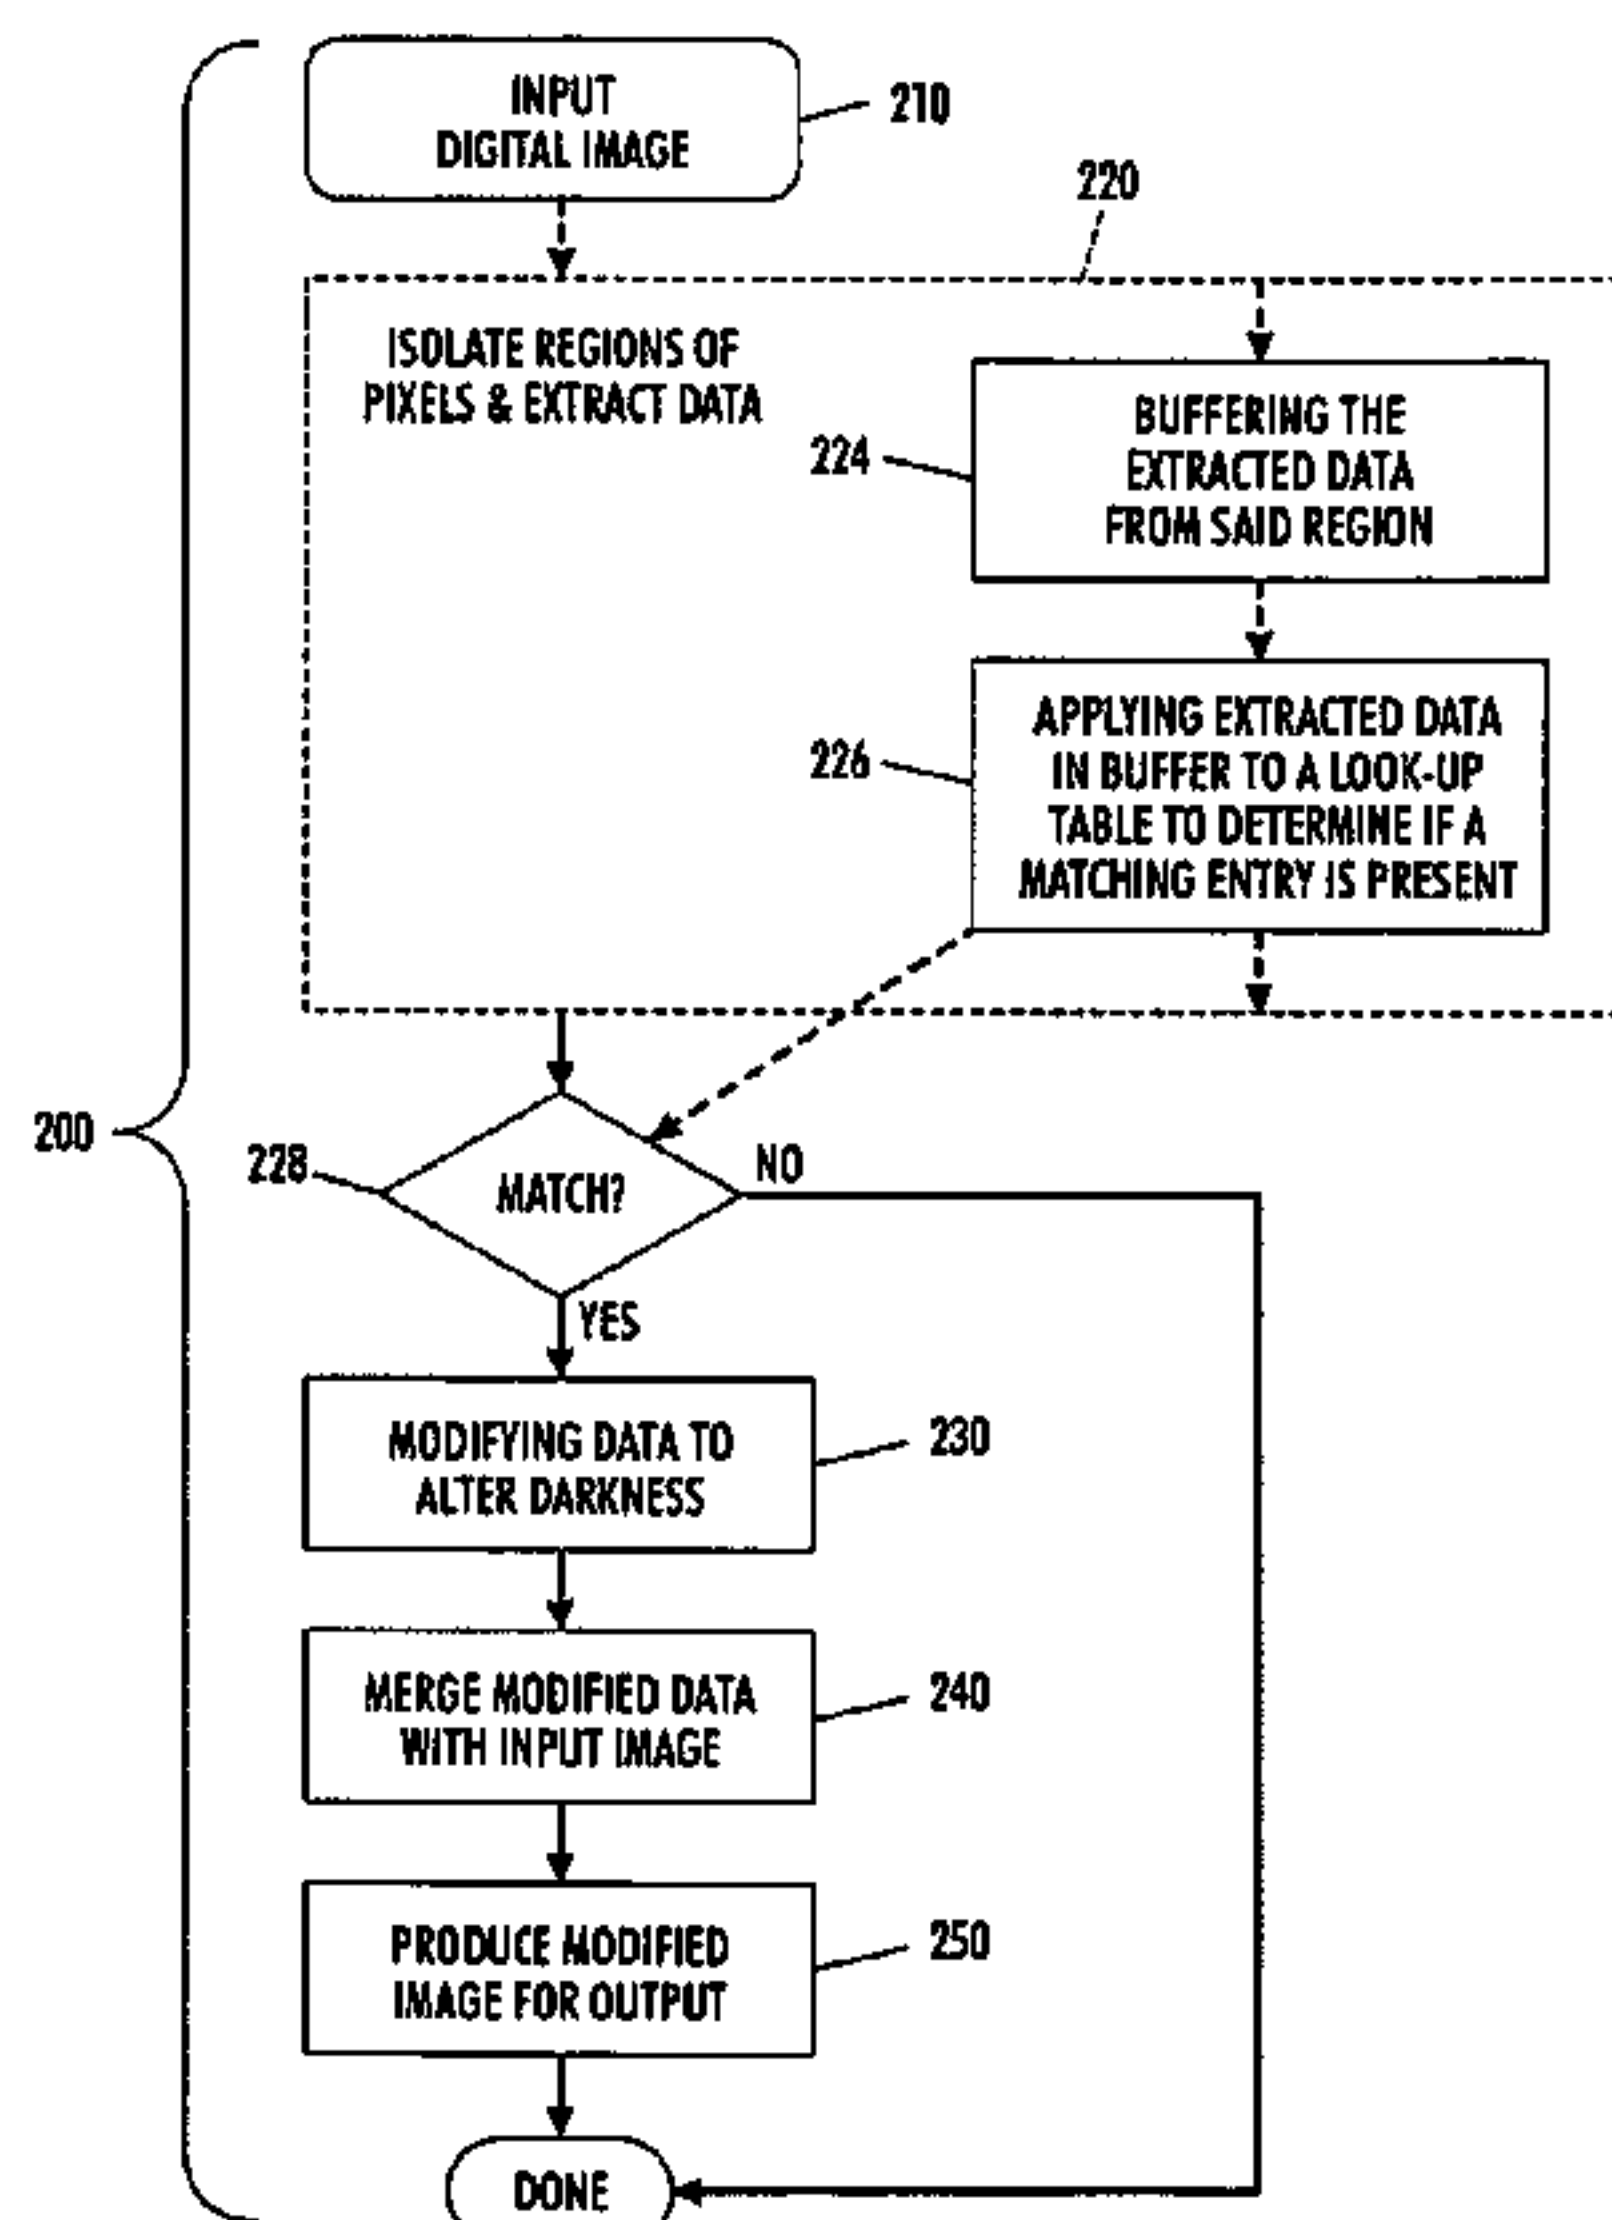 INPUT
DIGITAL IMAGE
210
220
ISOLATE REGIONS OF
PIXELS & EXTRACT DATA
224
BUFFERING THE
EXTRACTED DATA
FROM SAID REGION
226
APPLYING EXTRACTED DATA
IN BUFFER TO A LOOK-UP
TABLE TO DETERMINE IF A
MATCHING ENTRY IS PRESENT
200
228
MATCH?
NO
YES
MODIFYING DATA TO
ALTER DARKNESS
230
MERGE MODIFIED DATA
WITH INPUT IMAGE
240
PRODUCE MODIFIED
IMAGE FOR OUTPUT
250
DONE